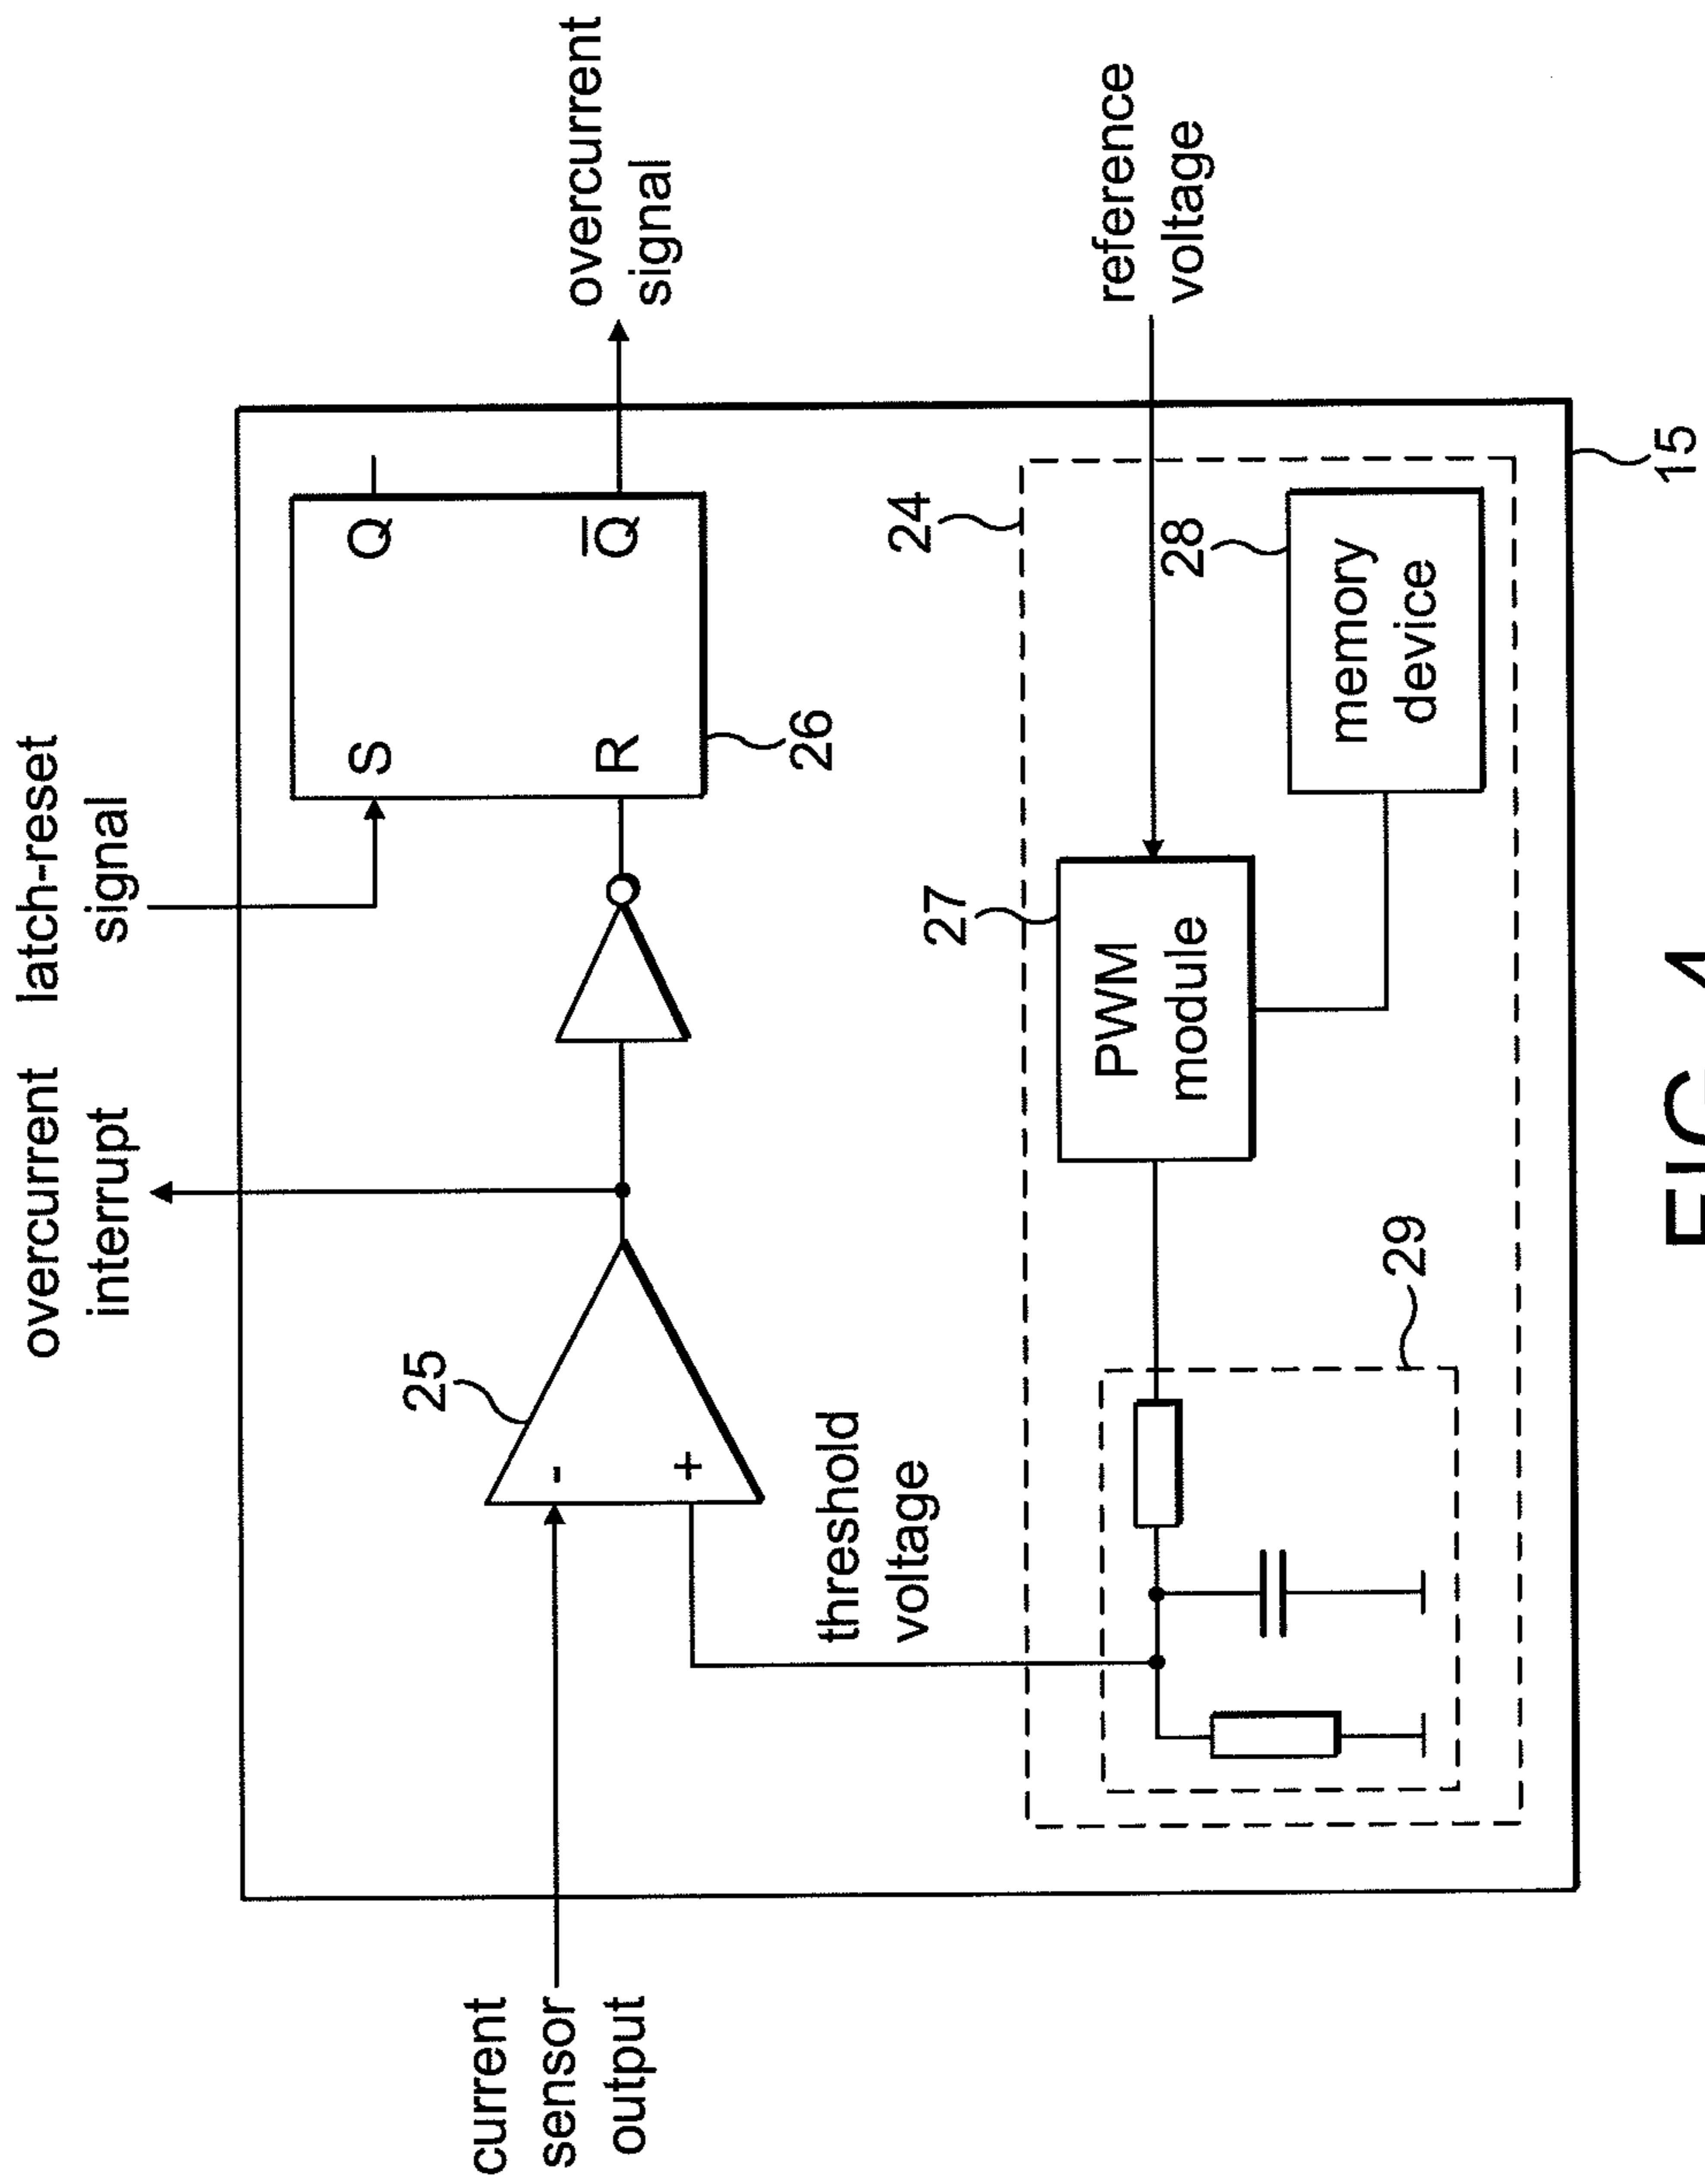 overcurrent
interrupt
latch-reset
signal
current
sensor
output
25
-
+
S
R
Q
Q̅
26
overcurrent
signal
threshold
voltage
24
27
PWM
module
28
memory
device
reference
voltage
29
15